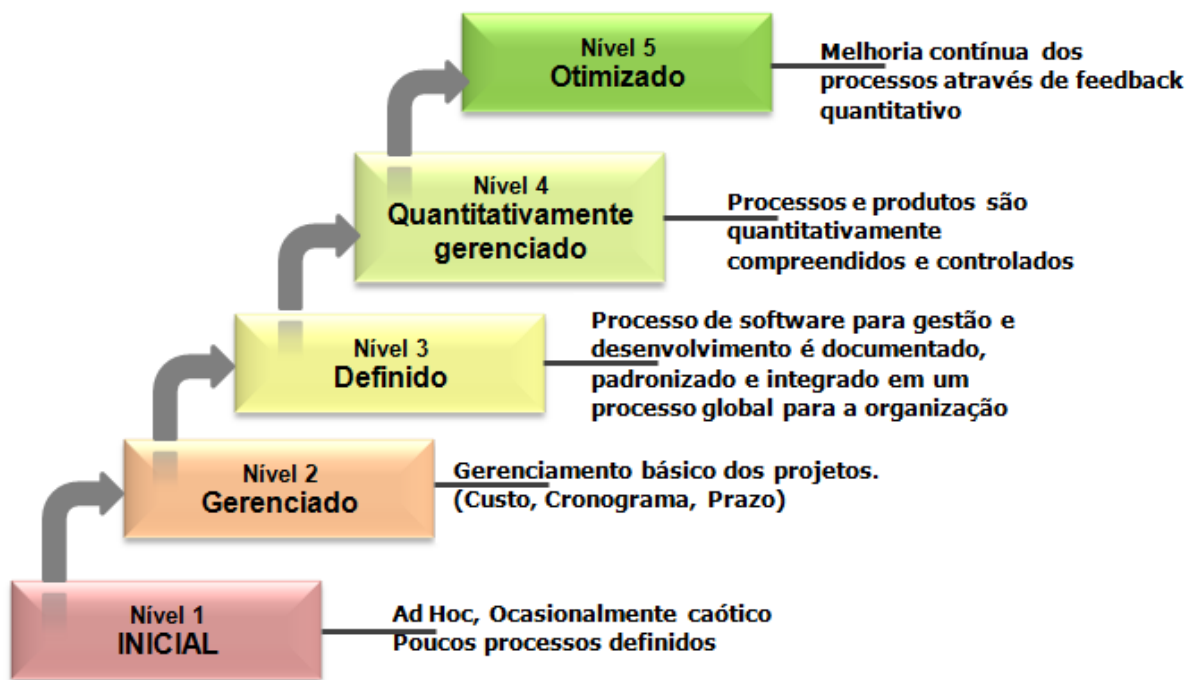 Nível 5
Otimizado
Melhoria contínua dos
processos através de feedback
quantitativo
Nível 4
Quantitativamente
gerenciado
Processos e produtos são
quantitativamente
compreendidos e controlados
Nível 3
Definido
Processo de software para gestão e
desenvolvimento é documentado,
padronizado e integrado em um
processo global para a organização
Nível 2
Gerenciado
Gerenciamento básico dos projetos.
(Custo, Cronograma, Prazo)
Nível 1
INICIAL
Ad Hoc, Ocasionalmente caótico
Poucos processos definidos